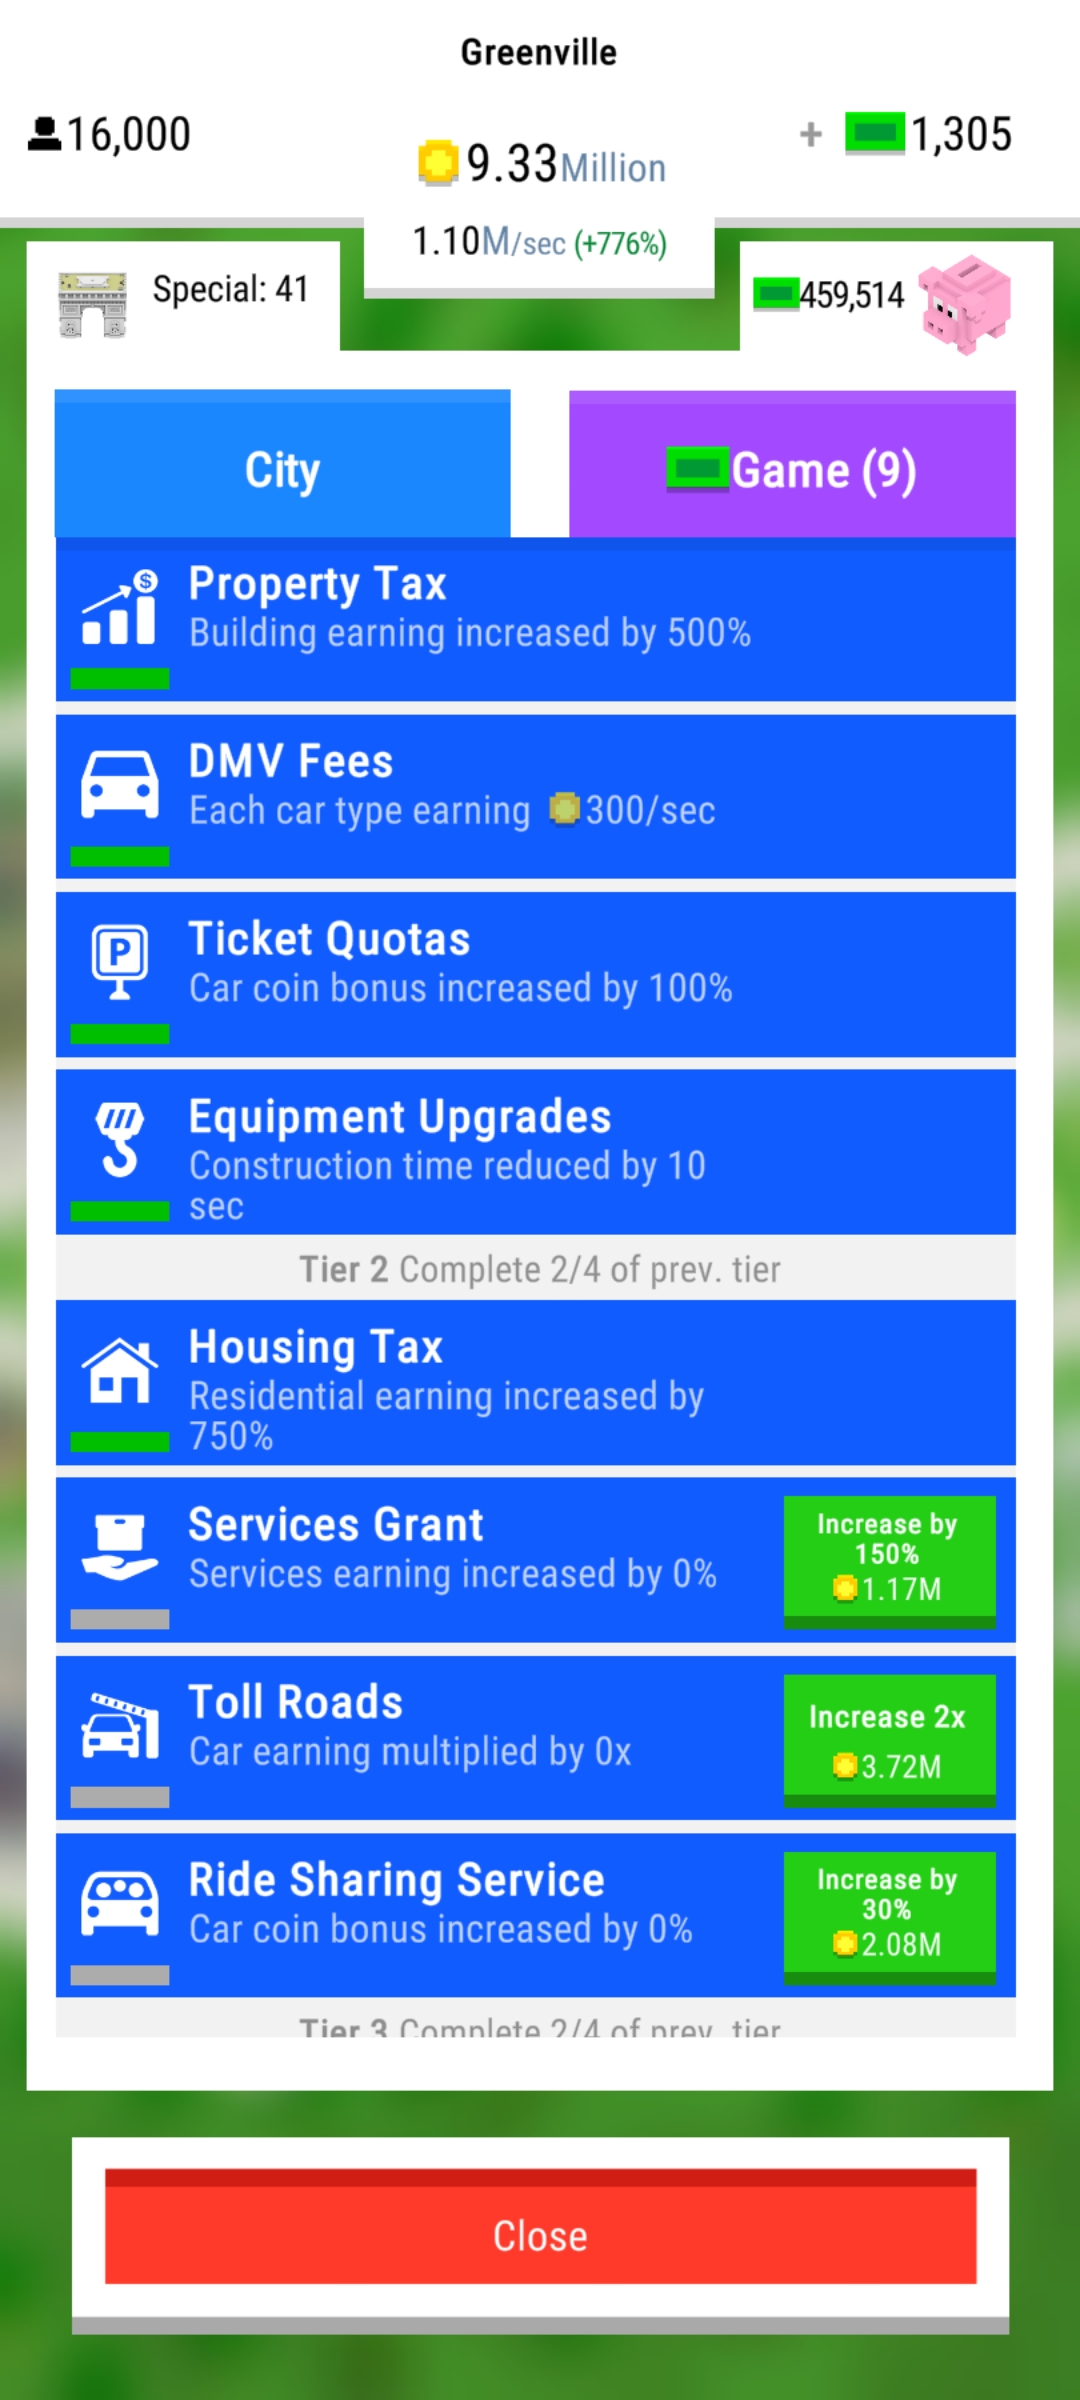 Greenville
16,000
9.33Million
+ 1,305
1.10M/sec (+776%)
Special: 41
459,514
City
Game (9)
Property Tax
Building earning increased by 500%
DMV Fees
Each car type earning 300/sec
P
Ticket Quotas
Car coin bonus increased by 100%
Equipment Upgrades
Construction time reduced by 10
sec
Tier 2 Complete 2/4 of prev. tier
Housing Tax
Residential earning increased by
750%
Services Grant
Services earning increased by 0%
Increase by
150%
1.17M
Toll Roads
Car earning multiplied by 0x
Increase 2x
3.72M
Ride Sharing Service
Car coin bonus increased by 0%
Increase by
30%
2.08M
Tier 3 Complete 2/4 of prev. tier
Close